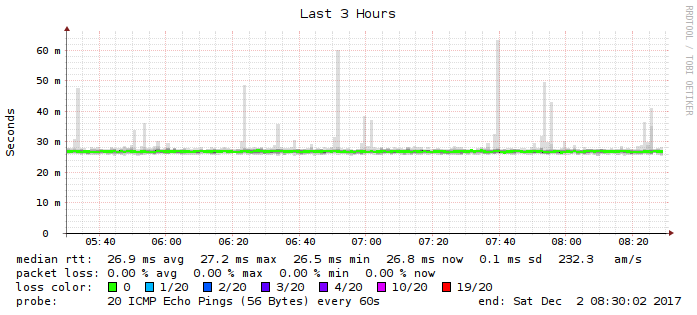 Last 3 Hours
RRDTOOL / TOBI OETIKER
Seconds
60 m
50 m
40 m
30 m
20 m
10 m
0
05:40 06:00 06:20 06:40 07:00 07:20 07:40 08:00 08:20
median rtt: 26.9 ms avg 27.2 ms max 26.5 ms min 26.8 ms now 0.1 ms sd 232.3 am/s
packet loss: 0.00 % avg 0.00 % max 0.00 % min 0.00 % now
loss color: 0 1/20 2/20 3/20 4/20 10/20 19/20
probe: 20 ICMP Echo Pings (56 Bytes) every 60s end: Sat Dec 2 08:30:02 2017